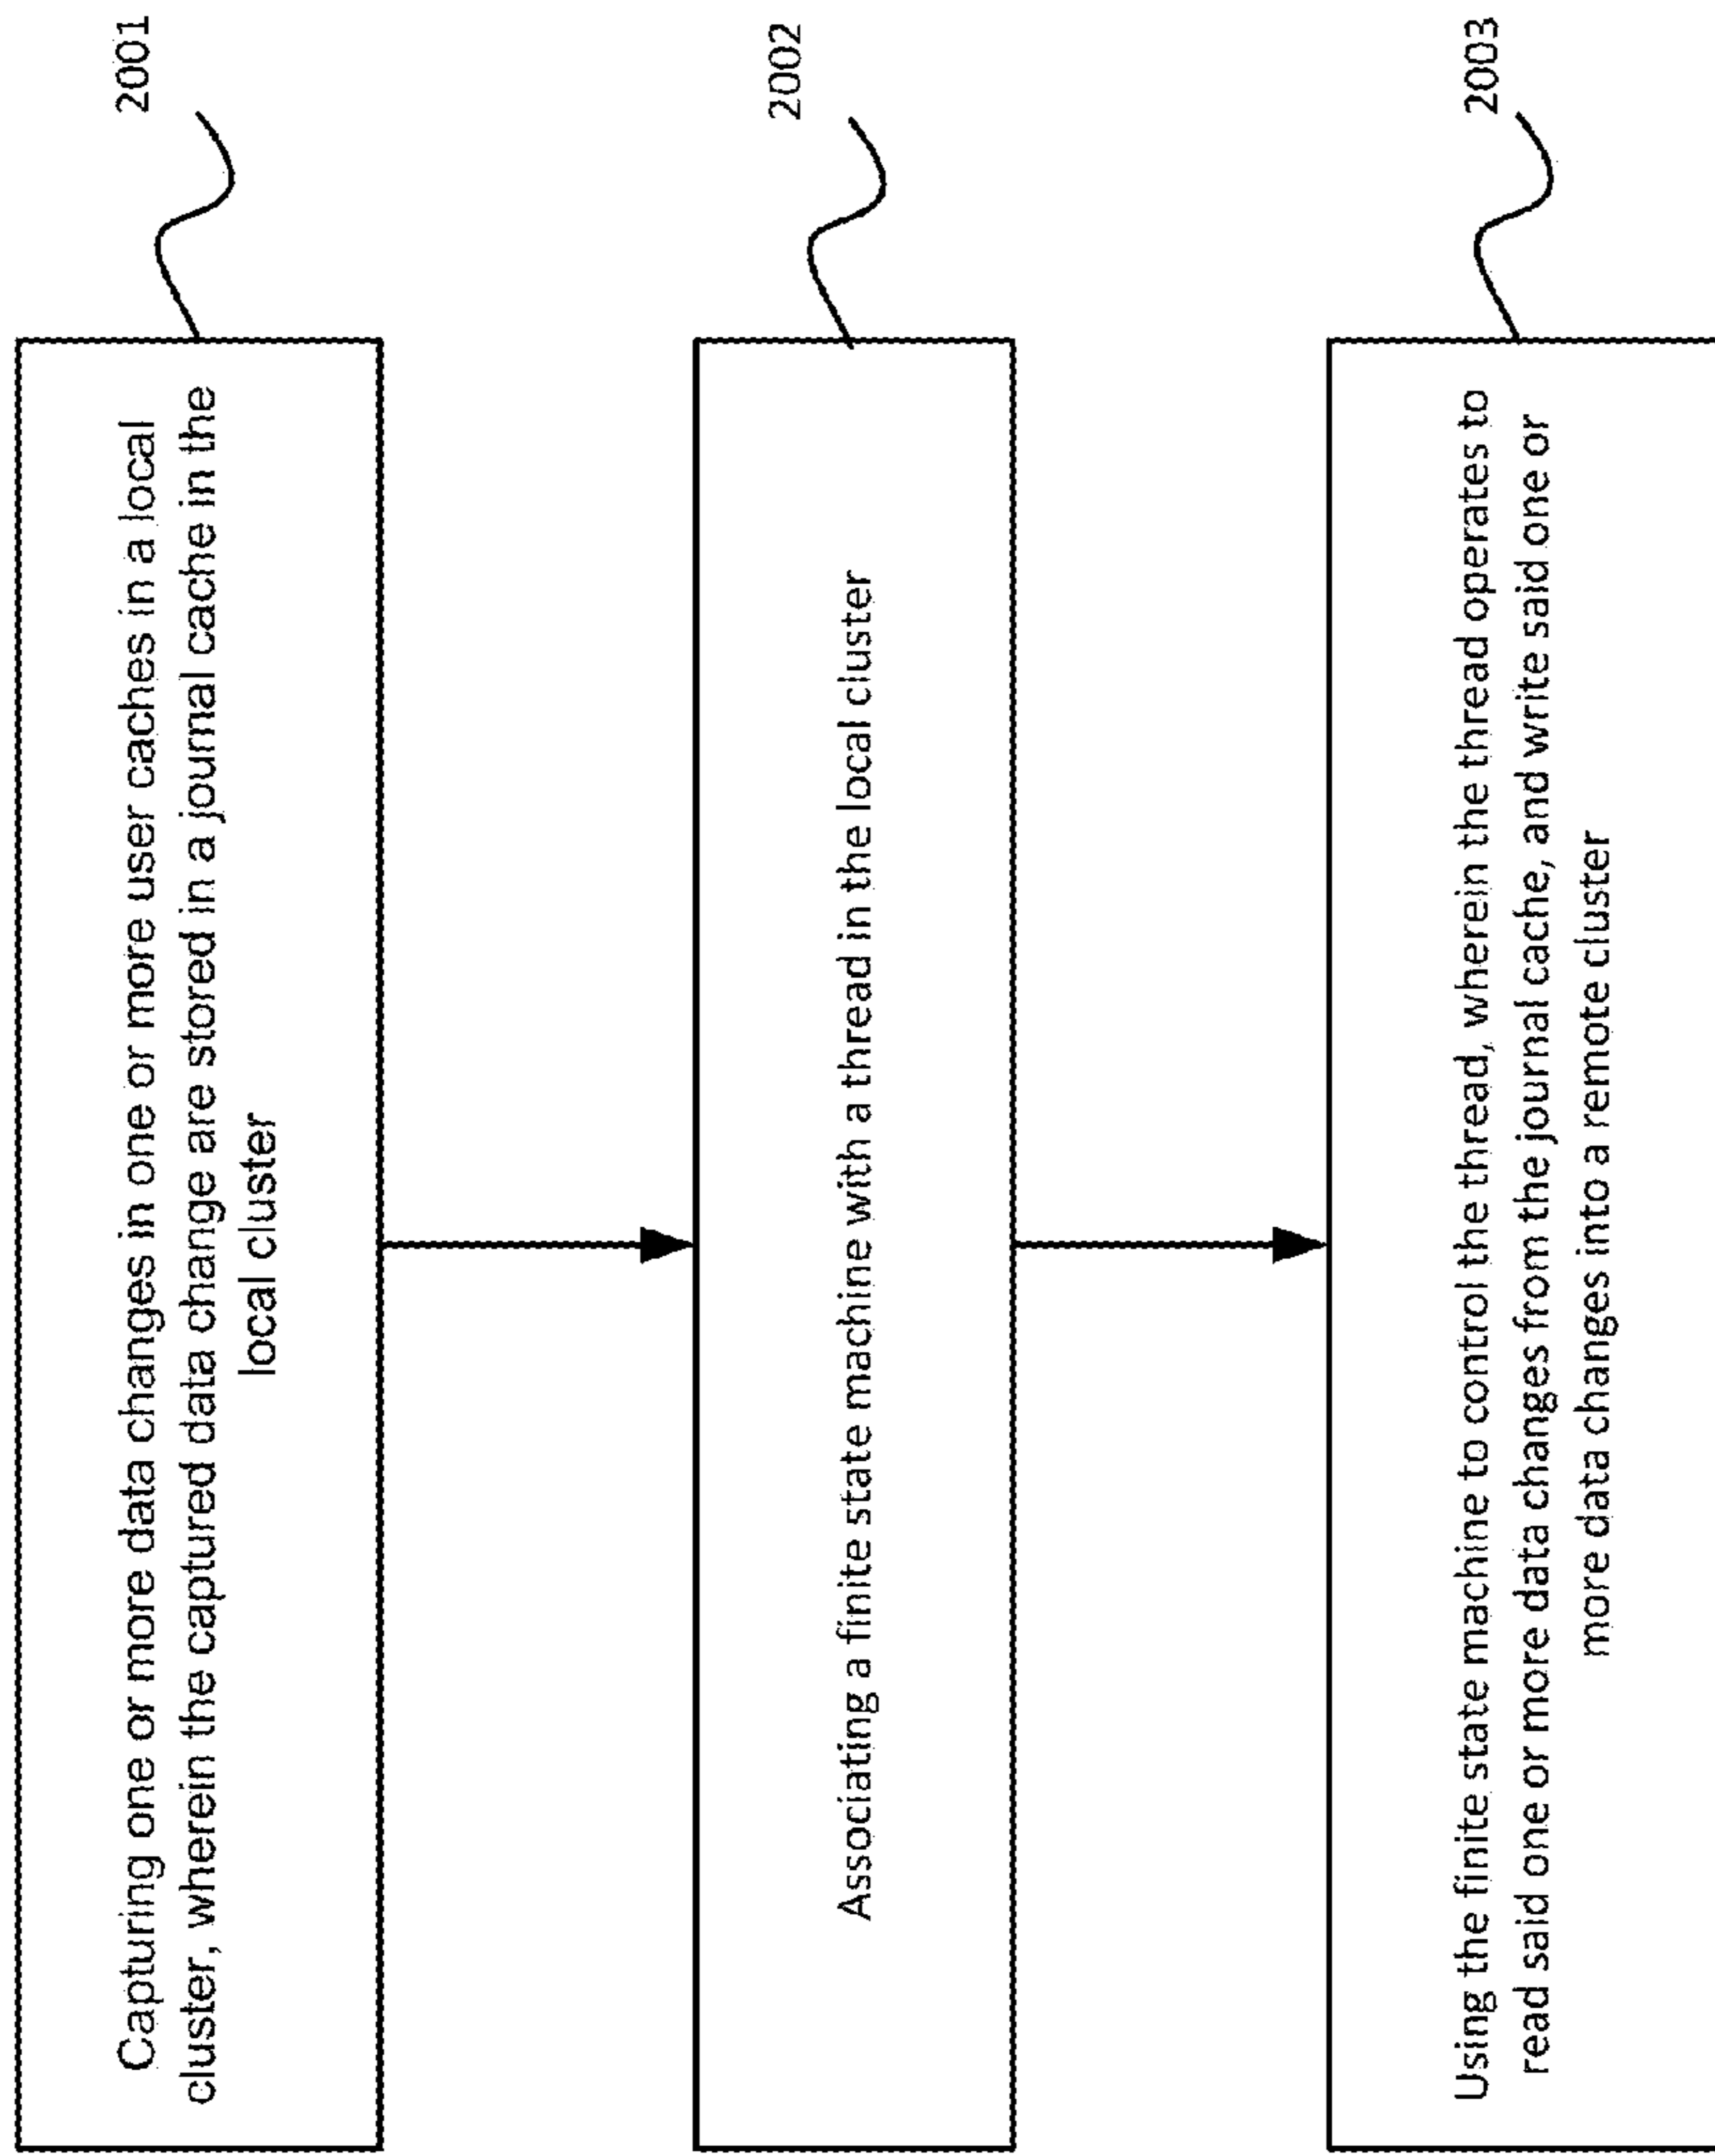 Capturing one or more data changes in one or more user caches in a local
cluster, wherein the captured data change are stored in a journal cache in the
local cluster
2001
Associating a finite state machine with a thread in the local cluster
2002
Using the finite state machine to control the thread, wherein the thread operates to
read said one or more data changes from the journal cache, and write said one or
more data changes into a remote cluster
2003